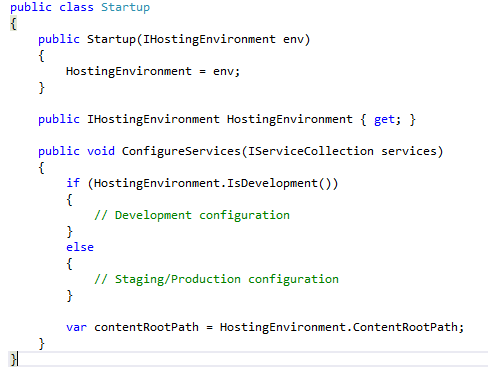 public class Startup
{
    public Startup(IHostingEnvironment env)
    {
        HostingEnvironment = env;
    }

    public IHostingEnvironment HostingEnvironment { get; }

    public void ConfigureServices(IServiceCollection services)
    {
        if (HostingEnvironment.IsDevelopment())
        {
            // Development configuration
        }
        else
        {
            // Staging/Production configuration
        }

        var contentRootPath = HostingEnvironment.ContentRootPath;
    }
}